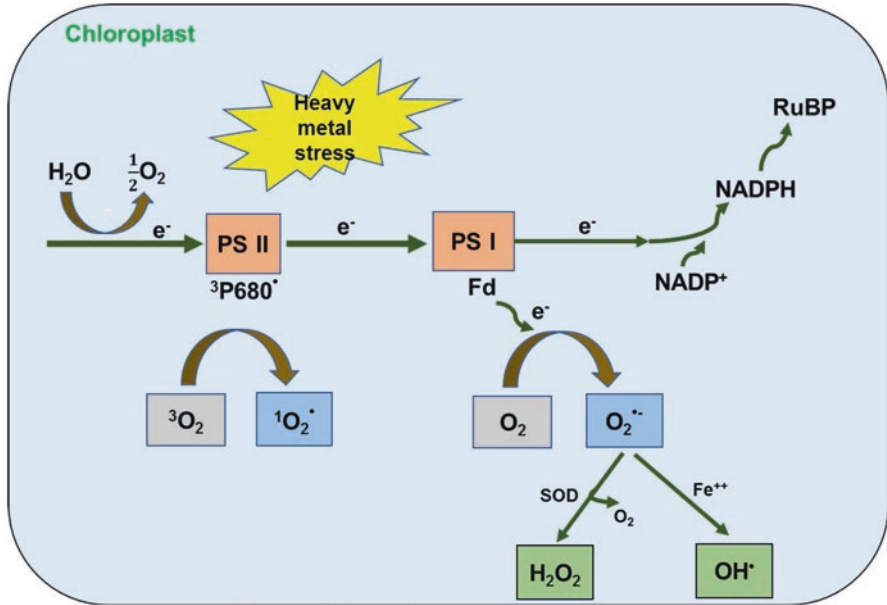 Chloroplast
Heavy
metal
stress
RuBP
H₂O
½O₂
NADPH
e⁻
PS II
e⁻
PS I
e⁻
³P680•
Fd
NADP⁺
e⁻
³O₂
¹O₂•
O₂
O₂•⁻
SOD
O₂
Fe⁺⁺
H₂O₂
OH•